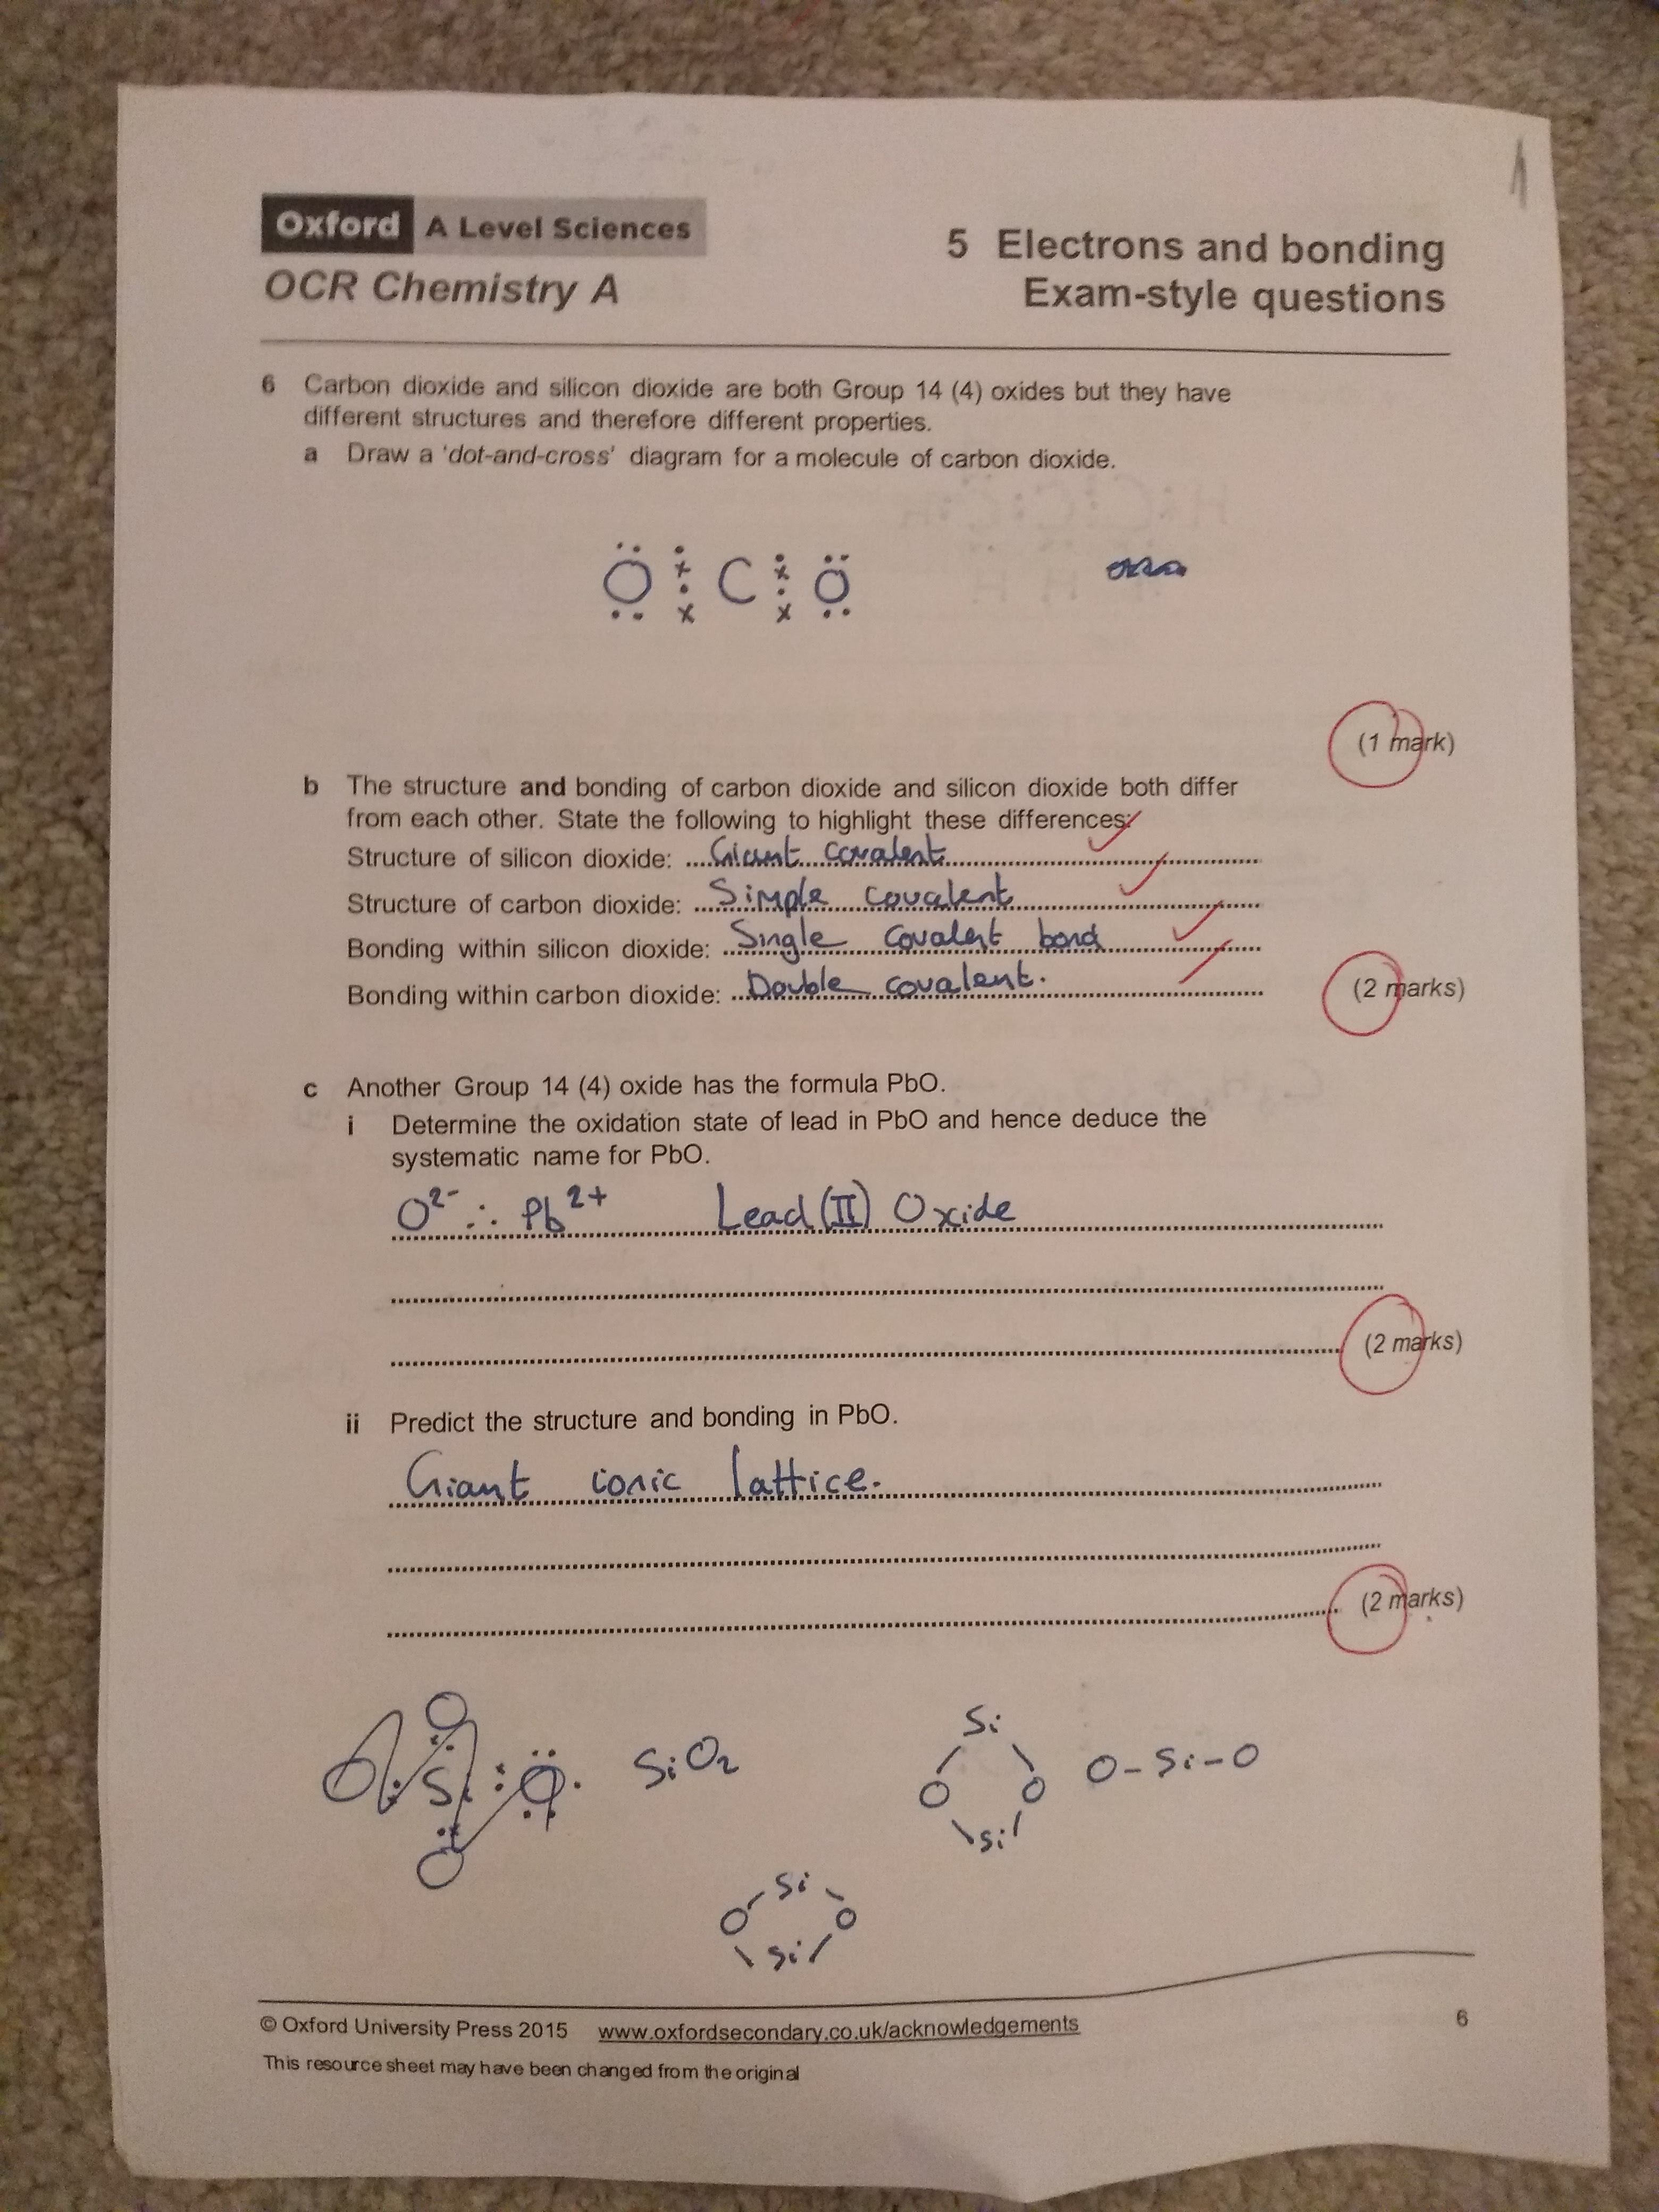 Oxford A Level Sciences
OCR Chemistry A
5 Electrons and bonding
Exam-style questions
6 Carbon dioxide and silicon dioxide are both Group 14 (4) oxides but they have
different structures and therefore different properties.
a Draw a 'dot-and-cross' diagram for a molecule of carbon dioxide.
O C O
(1 mark)
b The structure and bonding of carbon dioxide and silicon dioxide both differ
from each other. State the following to highlight these differences:
Structure of silicon dioxide: Giant covalent
Structure of carbon dioxide: Simple covalent
Bonding within silicon dioxide: Single covalent bond
Bonding within carbon dioxide: Double covalent.
(2 marks)
c Another Group 14 (4) oxide has the formula PbO.
i Determine the oxidation state of lead in PbO and hence deduce the
systematic name for PbO.
O²⁻ ∴ Pb²⁺ Lead (II) Oxide
(2 marks)
ii Predict the structure and bonding in PbO.
Giant ionic lattice.
(2 marks)
O
O Si O SiO₂
O
Si
O O O-Si-O
Si
Si
O O
Si
© Oxford University Press 2015 www.oxfordsecondary.co.uk/acknowledgements
6
This resource sheet may have been changed from the original